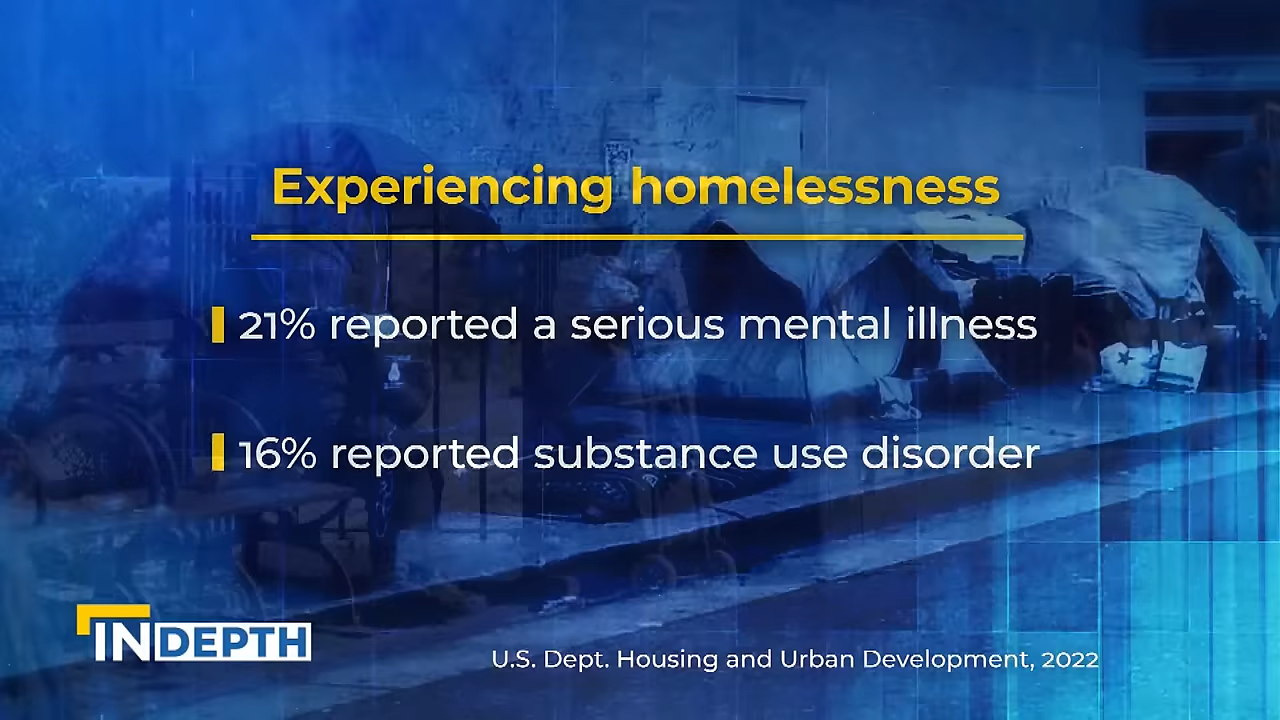 Experiencing homelessness
21% reported a serious mental illness
16% reported substance use disorder
INDEPTH
U.S. Dept. Housing and Urban Development, 2022